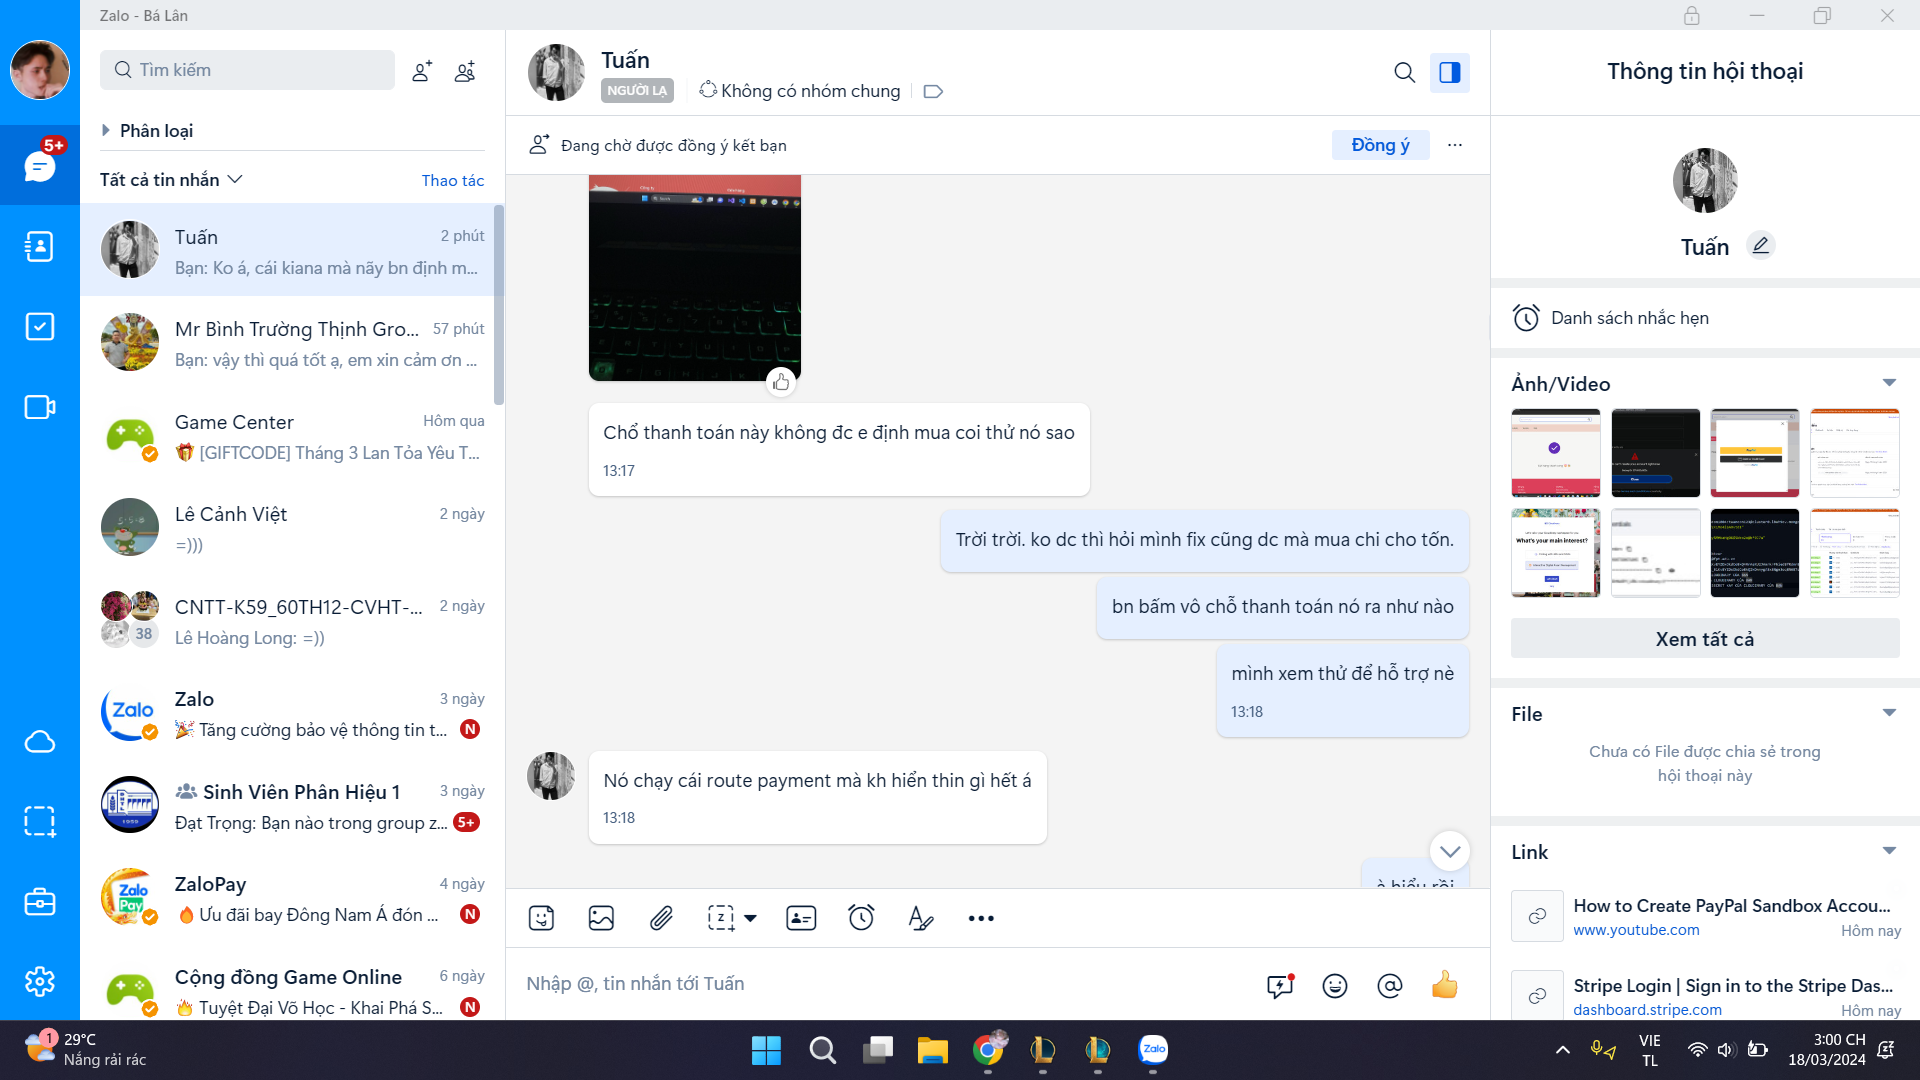 Zalo - Bá Lân
Tìm kiếm
Phân loại
5+
Tất cả tin nhắn
Thao tác
Tuấn
2 phút
Bạn: Ko á, cái kiana mà nãy bn định m...
Mr Bình Trường Thịnh Gro...
57 phút
Bạn: vậy thì quá tốt ạ, em xin cảm ơn ...
Game Center
Hôm qua
[GIFTCODE] Tháng 3 Lan Tỏa Yêu T...
Lê Cảnh Việt
2 ngày
=)))
CNTT-K59_60TH12-CVHT-...
2 ngày
38
Lê Hoàng Long: =))
Zalo
Zalo
3 ngày
Tăng cường bảo vệ thông tin t...
N
Sinh Viên Phân Hiệu 1
3 ngày
Đạt Trọng: Bạn nào trong group z...
5+
Zalo
Pay
ZaloPay
4 ngày
Ưu đãi bay Đông Nam Á đón ...
N
Cộng đồng Game Online
6 ngày
Tuyệt Đại Võ Học - Khai Phá S...
N
Tuấn
NGƯỜI LẠ
Không có nhóm chung
Đang chờ được đồng ý kết bạn
Đồng ý
Chổ thanh toán này không đc e định mua coi thử nó sao
13:17
Trời trời. ko dc thì hỏi mình fix cũng dc mà mua chi cho tốn.
bn bấm vô chỗ thanh toán nó ra như nào
mình xem thử để hỗ trợ nè
13:18
Nó chạy cái route payment mà kh hiển thin gì hết á
13:18
à hiểu rồi
Nhập @, tin nhắn tới Tuấn
Thông tin hội thoại
Tuấn
Danh sách nhắc hẹn
Ảnh/Video
What's your main interest?
Xem tất cả
File
Chưa có File được chia sẻ trong
hội thoại này
Link
How to Create PayPal Sandbox Accou...
www.youtube.com
Hôm nay
Stripe Login | Sign in to the Stripe Das...
dashboard.stripe.com
Hôm nay
1
29°C
Nắng rải rác
Zalo
VIE
TL
3:00 CH
18/03/2024